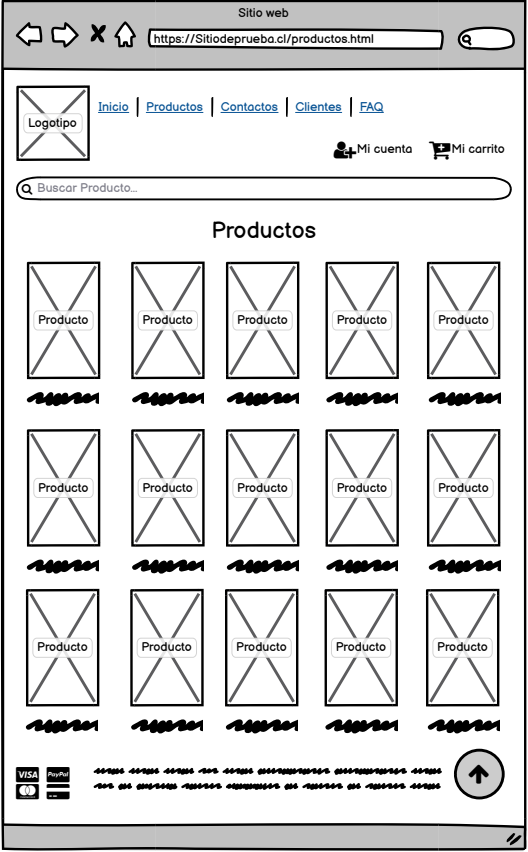 Sitio web
https://Sitiodeprueba.cl/productos.html
Logotipo
Inicio | Productos | Contactos | Clientes | FAQ
Mi cuenta Mi carrito
Buscar Producto...
Productos
Producto Producto Producto Producto Producto
Producto Producto Producto Producto Producto
Producto Producto Producto Producto Producto
VISA PayPal